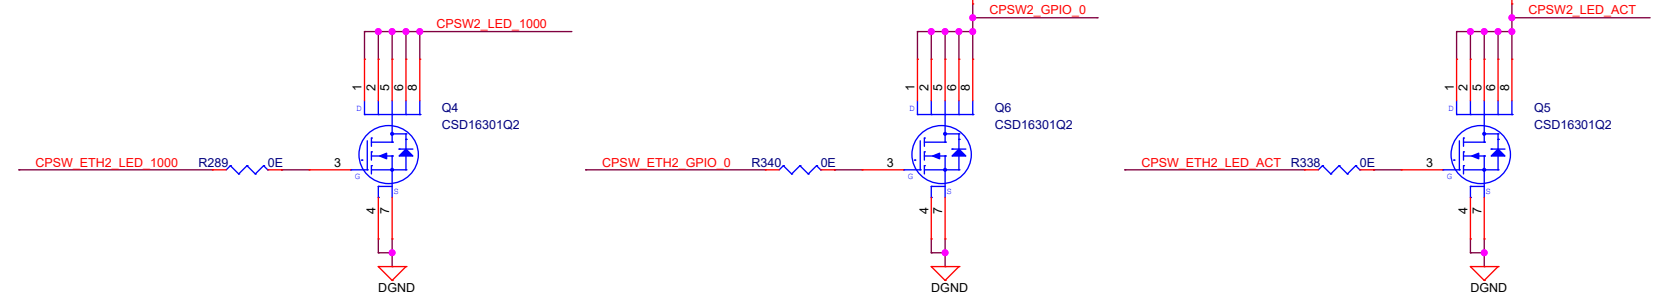 CPSW2_LED_1000
1 2 5 6 8
D
Q4
CSD16301Q2
CPSW_ETH2_LED_1000 R289 0E 3
G
S
4 7
DGND
CPSW2_GPIO_0
1 2 5 6 8
D
Q6
CSD16301Q2
CPSW_ETH2_GPIO_0 R340 0E 3
G
S
4 7
DGND
CPSW2_LED_ACT
1 2 5 6 8
D
Q5
CSD16301Q2
CPSW_ETH2_LED_ACT R338 0E 3
G
S
4 7
DGND